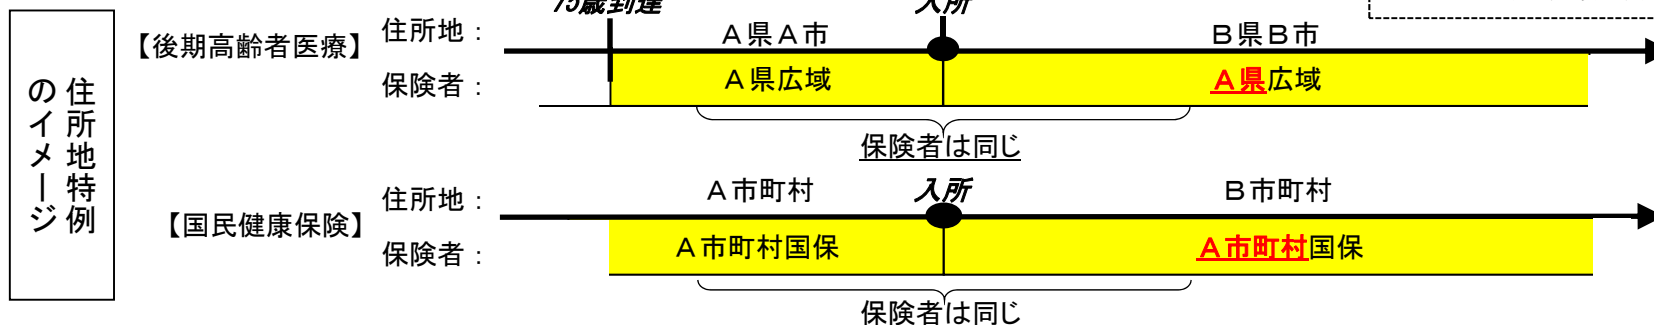 住所地特例
のイメージ
75歳到達
入所
【後期高齢者医療】
住所地：
A県A市
B県B市
保険者：
A県広域
A県広域
保険者は同じ
入所
【国民健康保険】
住所地：
A市町村
B市町村
保険者：
A市町村国保
A市町村国保
保険者は同じ